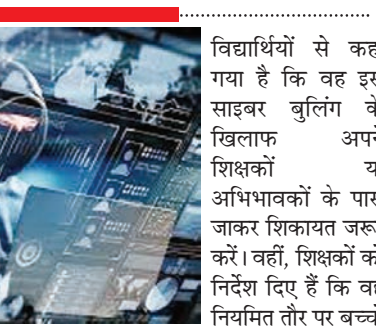 विद्यार्थियों से कह
गया है कि वह इस
साइबर बुलिंग के
खिलाफ अपने
शिक्षकों य
अभिभावकों के पास
जाकर शिकायत जरू
करें। वहीं, शिक्षकों को
निर्देश दिए हैं कि वह
नियमित तौर पर बच्चो